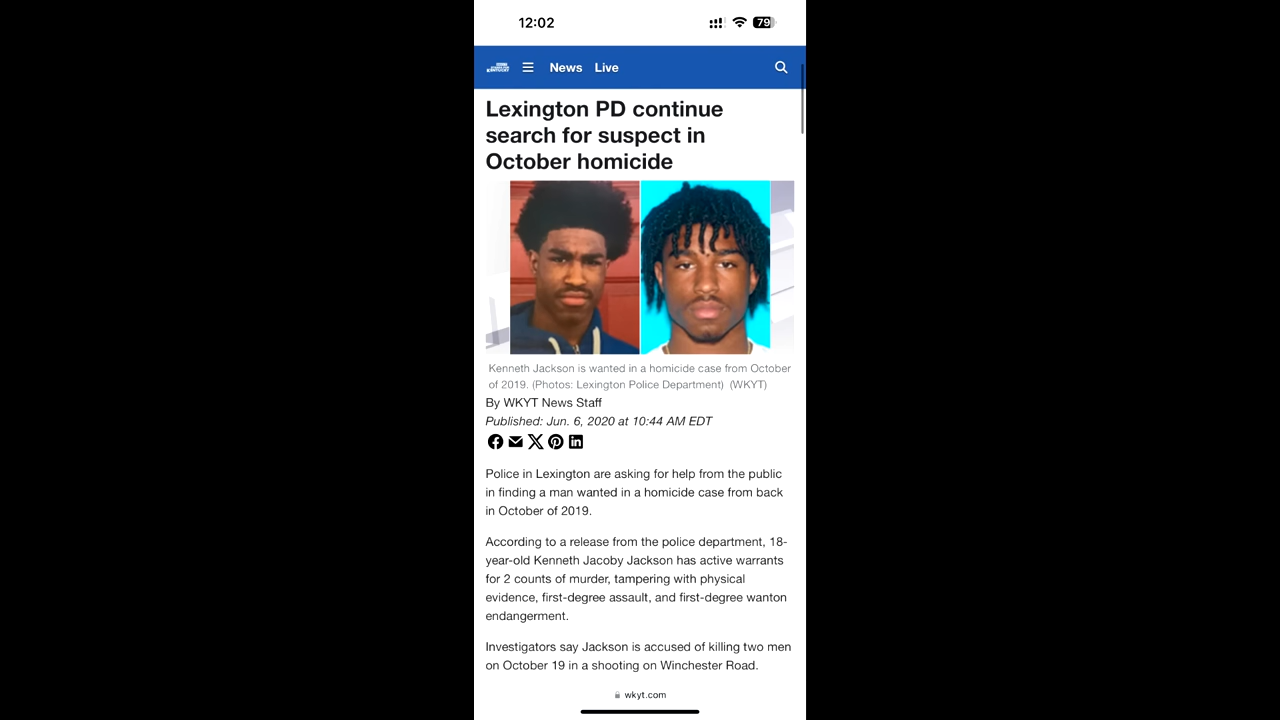 12:02
79
News Live
Lexington PD continue
search for suspect in
October homicide
Kenneth Jackson is wanted in a homicide case from October
of 2019. (Photos: Lexington Police Department) (WKYT)
By WKYT News Staff
Published: Jun. 6, 2020 at 10:44 AM EDT
Police in Lexington are asking for help from the public
in finding a man wanted in a homicide case from back
in October of 2019.
According to a release from the police department, 18-
year-old Kenneth Jacoby Jackson has active warrants
for 2 counts of murder, tampering with physical
evidence, first-degree assault, and first-degree wanton
endangerment.
Investigators say Jackson is accused of killing two men
on October 19 in a shooting on Winchester Road.
wkyt.com